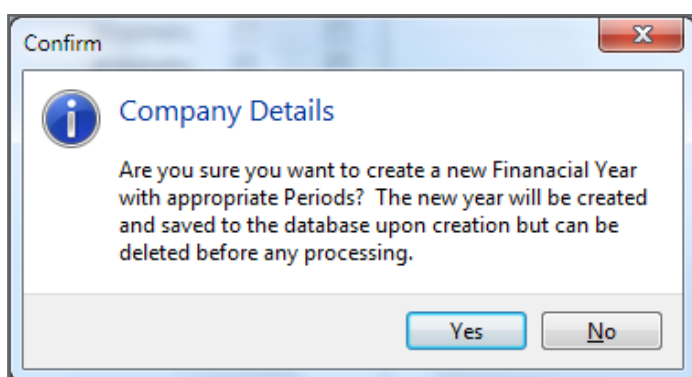 Confirm
Company Details
Are you sure you want to create a new Finanacial Year
with appropriate Periods?  The new year will be created
and saved to the database upon creation but can be
deleted before any processing.
Yes
No